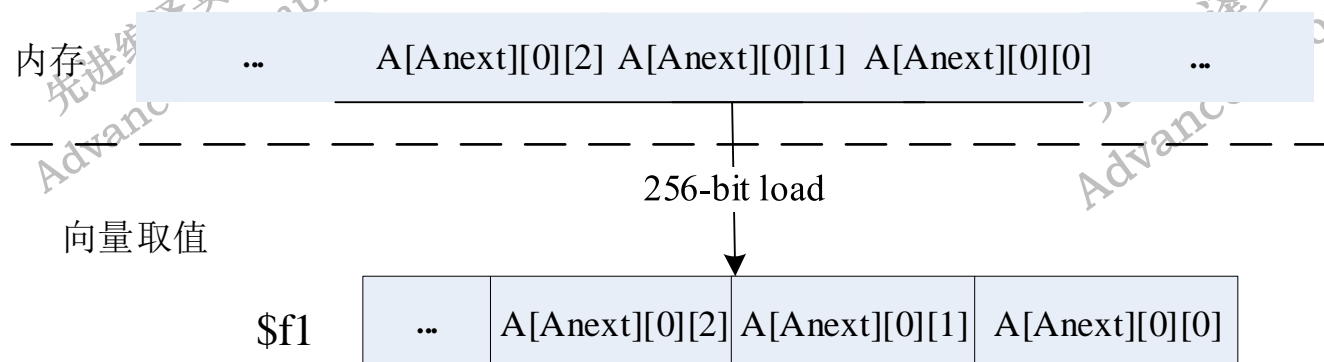 内存 ... A[Anext][0][2] A[Anext][0][1] A[Anext][0][0] ...
256-bit load
向量取值
$f1 ... A[Anext][0][2] A[Anext][0][1] A[Anext][0][0]